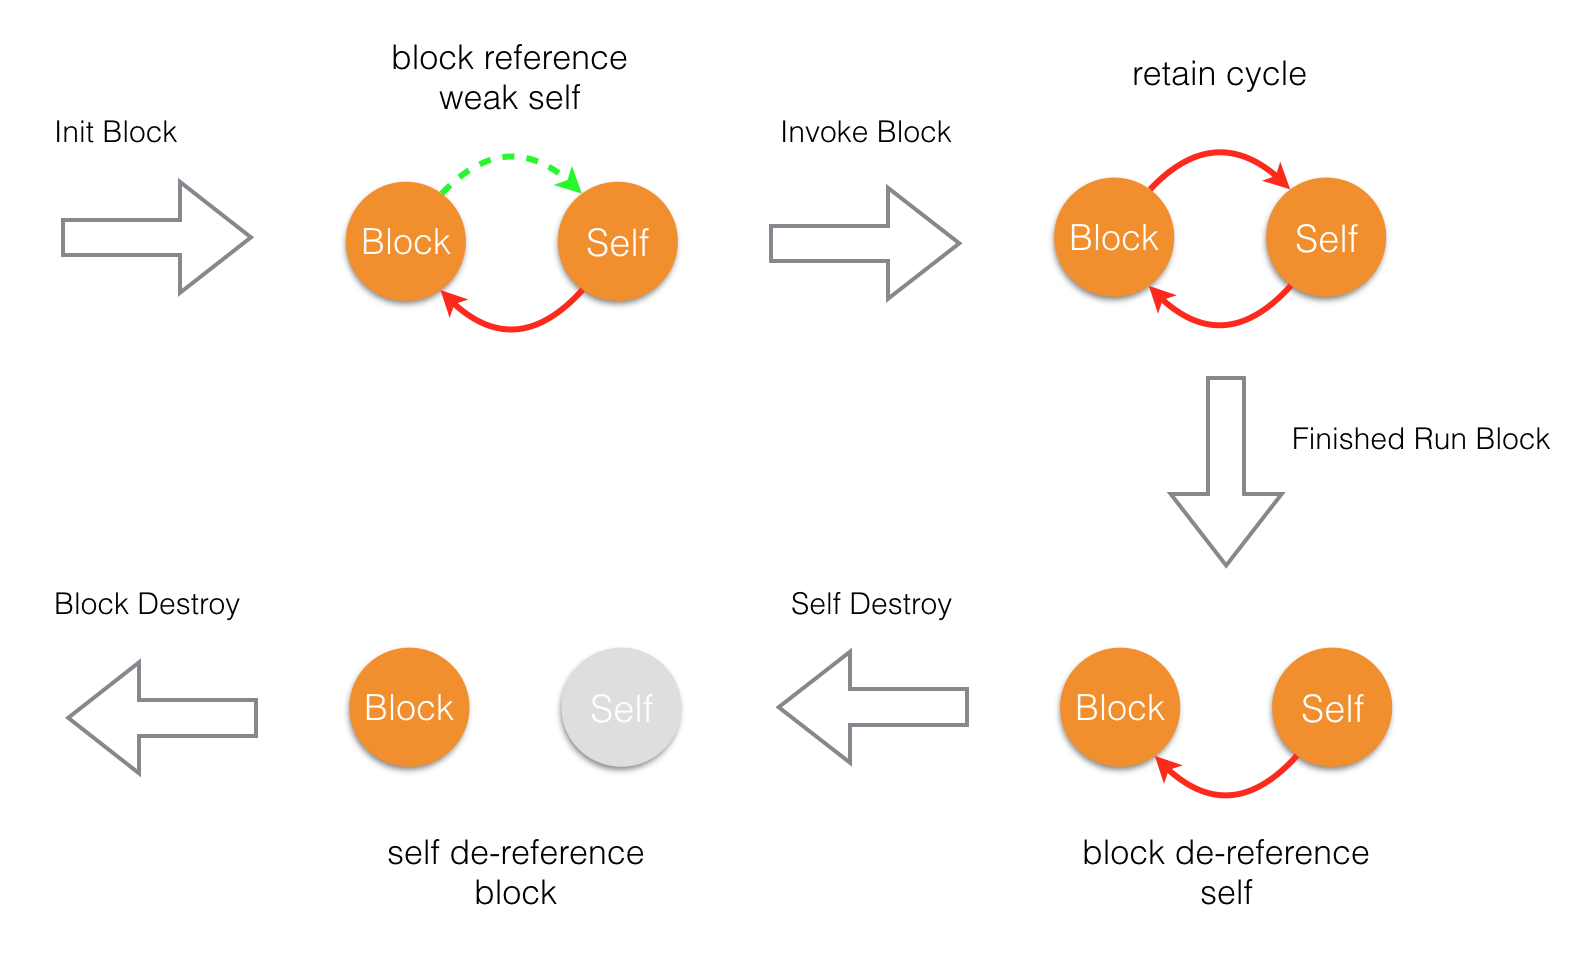 Init Block
block reference
weak self
Block
Self
Invoke Block
retain cycle
Block
Self
Finished Run Block
Block
Self
block de-reference
self
Self Destroy
Block
Self
self de-reference
block
Block Destroy